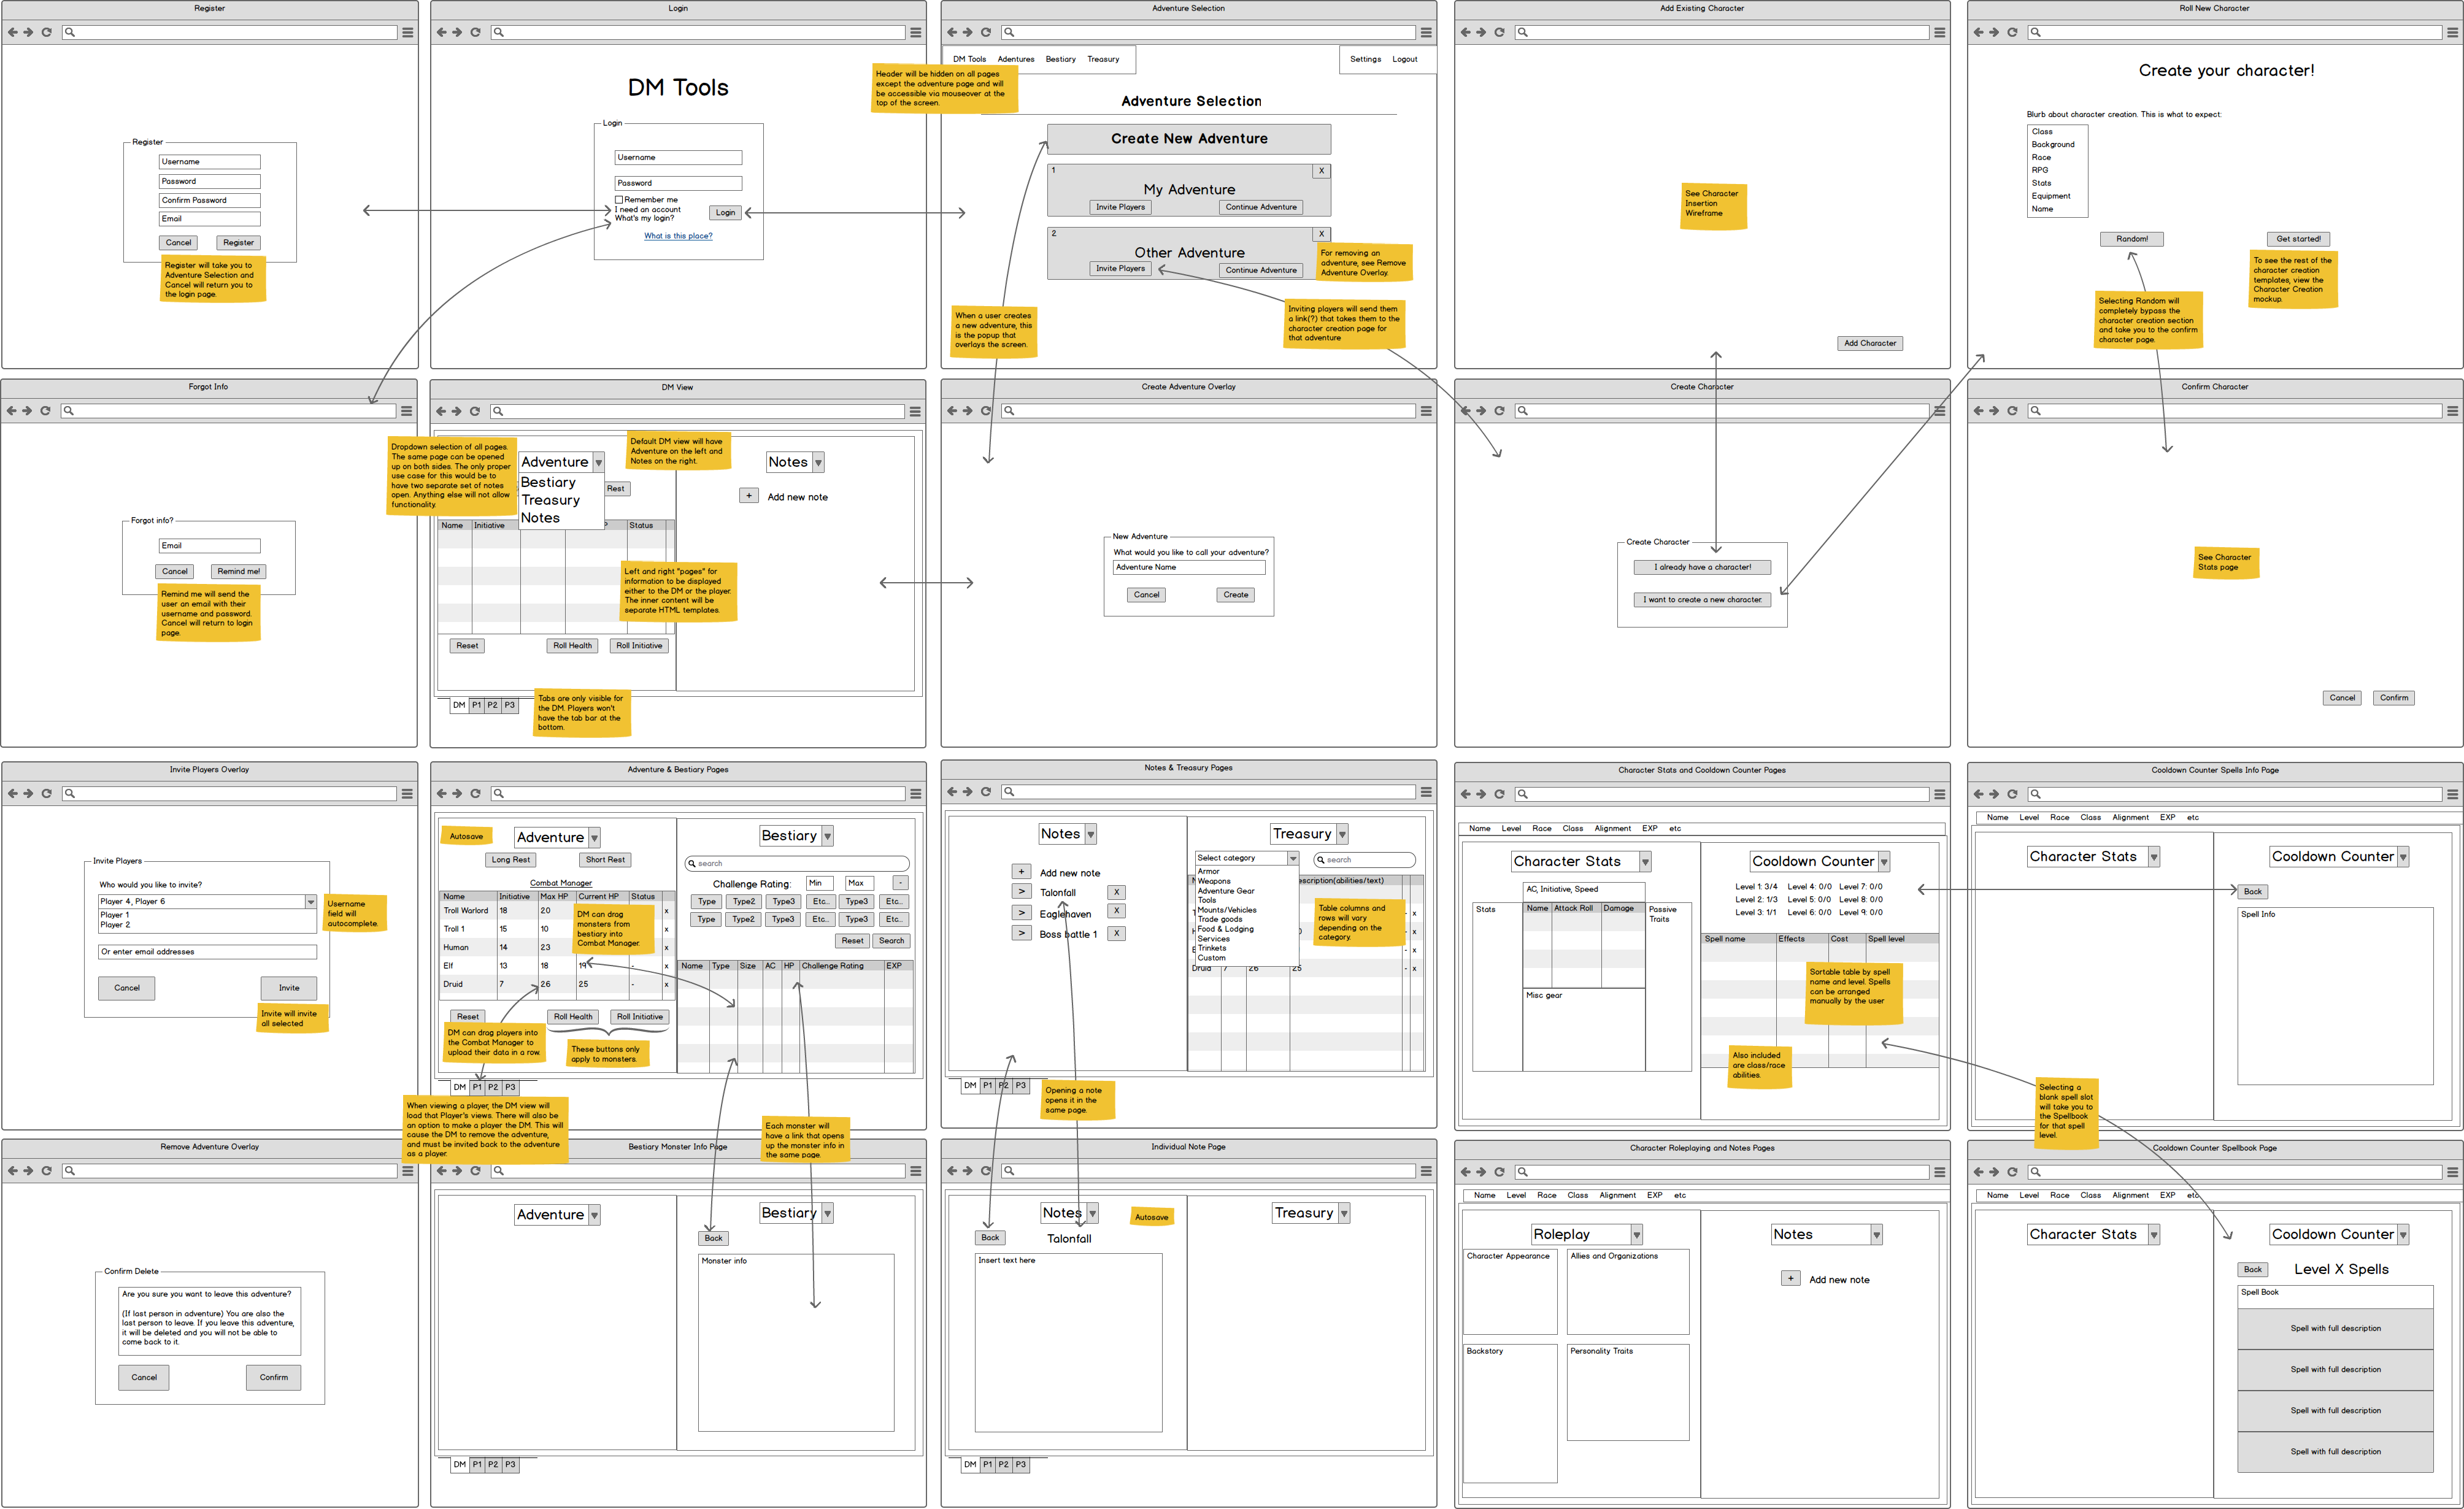 Register
Username
Password
Confirm Password
Email
Cancel
Register
Register
Register will take you to
Adventure Selection and
Cancel will return you to
the login page.
Login
DM Tools
Login
Username
Password
Remember me
I need an account
What's my login?
Login
What is this place?
Adventure Selection
DM Tools Adentures Bestiary Treasury
Settings Logout
Header will be hidden on all pages
except the adventure page and will
be accessible via mouseover at the
top of the screen.
Adventure Selection
Create New Adventure
1
X
My Adventure
Invite Players
Continue Adventure
2
X
Other Adventure
Invite Players
Continue Adventure
For removing an
adventure, see Remove
Adventure Overlay.
When a user creates
a new adventure, this
is the popup that
overlays the screen.
Inviting players will send them
a link(?) that takes them to the
character creation page for
that adventure
Add Existing Character
See Character
Insertion
Wireframe
Add Character
Roll New Character
Create your character!
Blurb about character creation. This is what to expect:
Class
Background
Race
RPG
Stats
Equipment
Name
Random!
Get started!
Selecting Random will
completely bypass the
character creation section
and take you to the confirm
character page.
To see the rest of the
character creation
templates, view the
Character Creation
mockup.
Forgot Info
Forgot info?
Email
Cancel
Remind me!
Remind me will send the
user an email with their
username and password.
Cancel will return to login
page.
DM View
Dropdown selection of all pages.
The same page can be opened
up on both sides. The only proper
use case for this would be to
have two separate set of notes
open. Anything else will not allow
functionality.
Adventure
Bestiary
Treasury
Notes
Rest
Default DM view will have
Adventure on the left and
Notes on the right.
Notes
+ Add new note
Name Initiative P Status
Left and right "pages" for
information to be displayed
either to the DM or the player.
The inner content will be
separate HTML templates.
Reset
Roll Health
Roll Initiative
DM P1 P2 P3
Tabs are only visible for
the DM. Players won't
have the tab bar at the
bottom.
Create Adventure Overlay
New Adventure
What would you like to call your adventure?
Adventure Name
Cancel
Create
Create Character
Create Character
I already have a character!
I want to create a new character.
Confirm Character
See Character
Stats page
Cancel
Confirm
Invite Players Overlay
Invite Players
Who would you like to invite?
Player 4, Player 6
Player 1
Player 2
Or enter email addresses
Cancel
Invite
Username
field will
autocomplete.
Invite will invite
all selected
Adventure & Bestiary Pages
Autosave
Adventure
Long Rest
Short Rest
Combat Manager
Name Initiative Max HP Current HP Status
Troll Warlord 18 20 x
Troll 1 15 10 x
Human 14 23 x
Elf 13 18 19 - x
Druid 7 26 25 - x
DM can drag
monsters from
bestiary into
Combat Manager.
Reset
Roll Health
Roll Initiative
DM can drag players into
the Combat Manager to
upload their data in a row.
These buttons only
apply to monsters.
DM P1 P2 P3
Bestiary
search
Challenge Rating: Min Max -
Type Type2 Type3 Etc.. Type3 Etc..
Type Type2 Type3 Etc.. Type3 Etc..
Reset
Search
Name Type Size AC HP Challenge Rating EXP
When viewing a player, the DM view will
load that Player's views. There will also be
an option to make a player the DM. This will
cause the DM to remove the adventure,
and must be invited back to the adventure
as a player.
Each monster will
have a link that opens
up the monster info in
the same page.
Notes & Treasury Pages
Notes
+ Add new note
> Talonfall X
> Eaglehaven X
> Boss battle 1 X
DM P1 P2 P3
Opening a note
opens it in the
same page.
Treasury
Select category
search
Armor
Weapons
Adventure Gear
Tools
Mounts/Vehicles
Trade goods
Food & Lodging
Services
Trinkets
Custom
escription(abilities/text)
Table columns and
rows will vary
depending on the
category.
- x
- x
- x
Druid 7 26 25 - x
Character Stats and Cooldown Counter Pages
Name Level Race Class Alignment EXP etc
Character Stats
AC, Initiative, Speed
Stats
Name Attack Roll Damage
Passive
Traits
Misc gear
Cooldown Counter
Level 1: 3/4 Level 4: 0/0 Level 7: 0/0
Level 2: 1/3 Level 5: 0/0 Level 8: 0/0
Level 3: 1/1 Level 6: 0/0 Level 9: 0/0
Spell name Effects Cost Spell level
Sortable table by spell
name and level. Spells
can be arranged
manually by the user
Also included
are class/race
abilities.
Cooldown Counter Spells Info Page
Name Level Race Class Alignment EXP etc
Character Stats
Cooldown Counter
Back
Spell Info
Selecting a
blank spell slot
will take you to
the Spellbook
for that spell
level.
Remove Adventure Overlay
Confirm Delete
Are you sure you want to leave this adventure?
(If last person in adventure) You are also the
last person to leave. If you leave this adventure,
it will be deleted and you will not be able to
come back to it.
Cancel
Confirm
Bestiary Monster Info Page
Adventure
Bestiary
Back
Monster info
DM P1 P2 P3
Individual Note Page
Notes
Autosave
Back
Talonfall
Insert text here
Treasury
DM P1 P2 P3
Character Roleplaying and Notes Pages
Name Level Race Class Alignment EXP etc
Roleplay
Character Appearance
Allies and Organizations
Backstory
Personality Traits
Notes
+ Add new note
Cooldown Counter Spellbook Page
Name Level Race Class Alignment EXP etc
Character Stats
Cooldown Counter
Back
Level X Spells
Spell Book
Spell with full description
Spell with full description
Spell with full description
Spell with full description